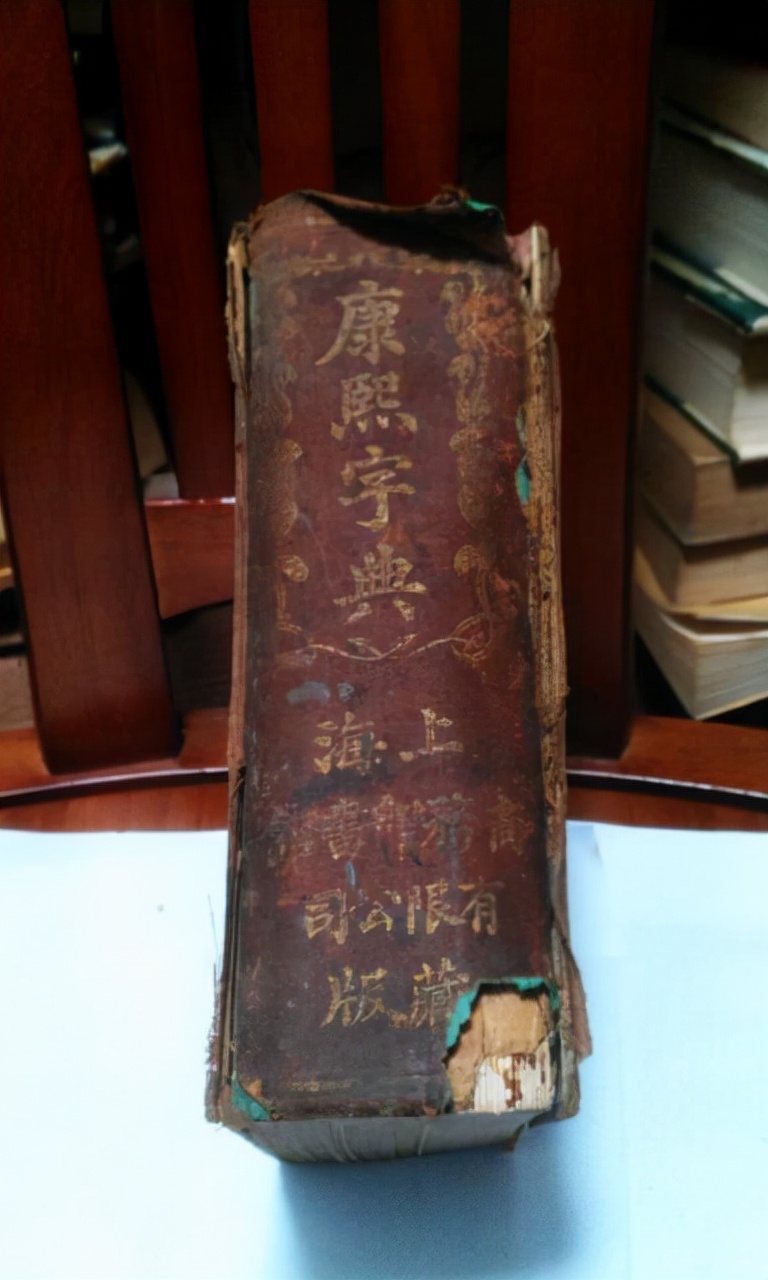 康熙字典
上海
商務印書館
有限公司
藏版